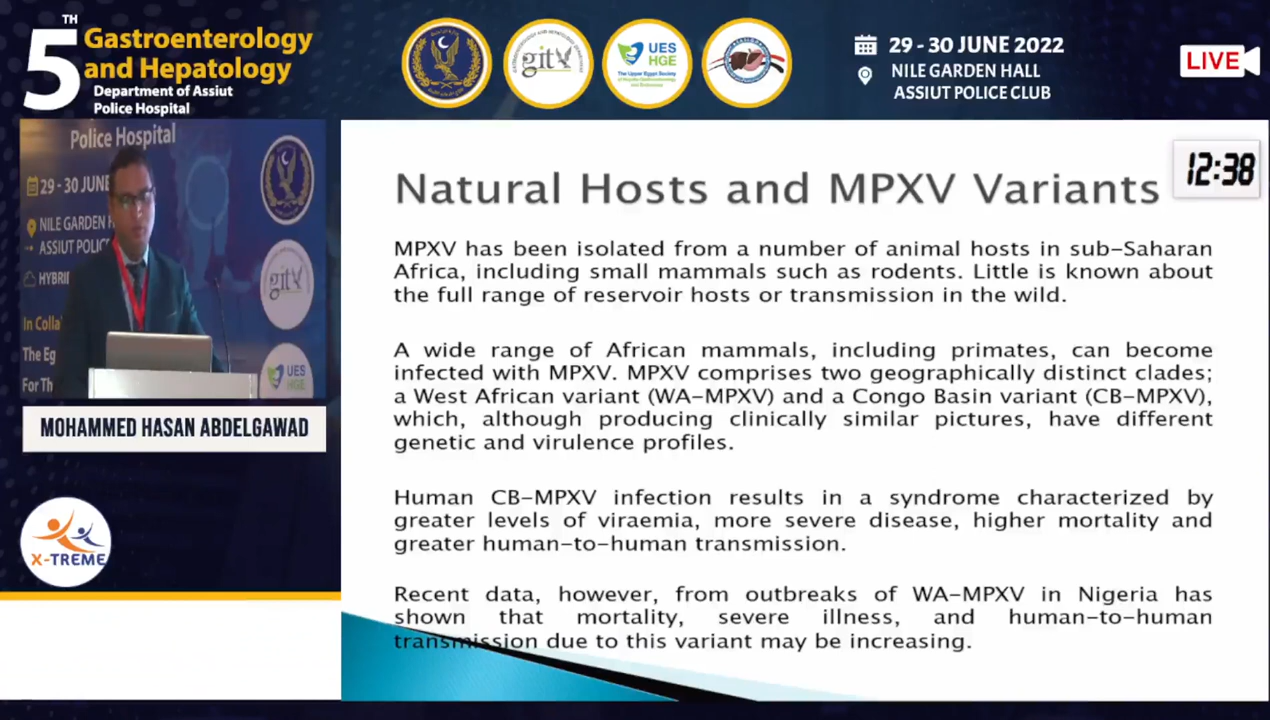 5TH Gastroenterology
and Hepatology
Department of Assiut
Police Hospital
git
UES
HGE
The Upper Egypt Society
29 - 30 JUNE 2022
NILE GARDEN HALL
ASSIUT POLICE CLUB
LIVE
Police Hospital
29 - 30 JUNE
NILE GARDEN H
ASSIUT POLIC
HYBRI
In Colla
The Eg
For Th
git
UES
HGE
MOHAMMED HASAN ABDELGAWAD
X-TREME
12:38
Natural Hosts and MPXV Variants
MPXV has been isolated from a number of animal hosts in sub-Saharan
Africa, including small mammals such as rodents. Little is known about
the full range of reservoir hosts or transmission in the wild.
A wide range of African mammals, including primates, can become
infected with MPXV. MPXV comprises two geographically distinct clades;
a West African variant (WA-MPXV) and a Congo Basin variant (CB-MPXV),
which, although producing clinically similar pictures, have different
genetic and virulence profiles.
Human CB-MPXV infection results in a syndrome characterized by
greater levels of viraemia, more severe disease, higher mortality and
greater human-to-human transmission.
Recent data, however, from outbreaks of WA-MPXV in Nigeria has
shown that mortality, severe illness, and human-to-human
transmission due to this variant may be increasing.